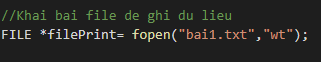 //Khai bai file de ghi du lieu
FILE *filePrint= fopen("bai1.txt","wt");